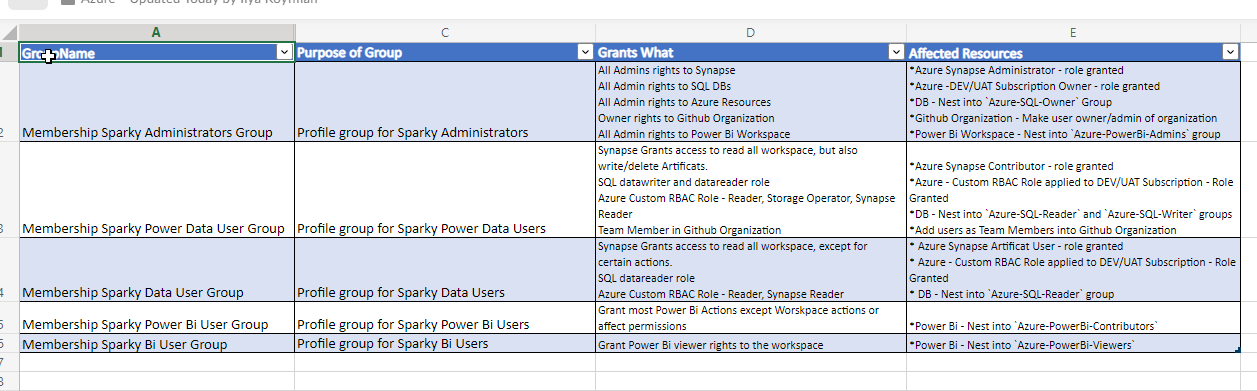 Azure - Updated Today by Ilya Koyfman
A
C
D
E
1
GroupName
Purpose of Group
Grants What
Affected Resources
2
Membership Sparky Administrators Group
Profile group for Sparky Administrators
All Admins rights to Synapse
All Admin rights to SQL DBs
All Admin rights to Azure Resources
Owner rights to Github Organization
All Admin rights to Power Bi Workspace
*Azure Synapse Administrator - role granted
*Azure -DEV/UAT Subscription Owner - role granted
*DB - Nest into `Azure-SQL-Owner` Group
*Github Organization - Make user owner/admin of organization
*Power Bi Workspace - Nest into `Azure-PowerBi-Admins` group
3
Membership Sparky Power Data User Group
Profile group for Sparky Power Data Users
Synapse Grants access to read all workspace, but also
write/delete Artificats.
SQL datawriter and datareader role
Azure Custom RBAC Role - Reader, Storage Operator, Synapse
Reader
Team Member in Github Organization
*Azure Synapse Contributor - role granted
*Azure - Custom RBAC Role applied to DEV/UAT Subscription - Role
Granted
*DB - Nest into `Azure-SQL-Reader` and `Azure-SQL-Writer` groups
*Add users as Team Members into Github Organization
4
Membership Sparky Data User Group
Profile group for Sparky Data Users
Synapse Grants access to read all workspace, except for
certain actions.
SQL datareader role
Azure Custom RBAC Role - Reader, Synapse Reader
* Azure Synapse Artificat User - role granted
* Azure - Custom RBAC Role applied to DEV/UAT Subscription - Role
Granted
* DB - Nest into `Azure-SQL-Reader` group
5
Membership Sparky Power Bi User Group
Profile group for Sparky Power Bi Users
Grant most Power Bi Actions except Worskpace actions or
affect permissions
*Power Bi - Nest into `Azure-PowerBi-Contributors`
6
Membership Sparky Bi User Group
Profile group for Sparky Bi Users
Grant Power Bi viewer rights to the workspace
*Power Bi - Nest into `Azure-PowerBi-Viewers`
7
8